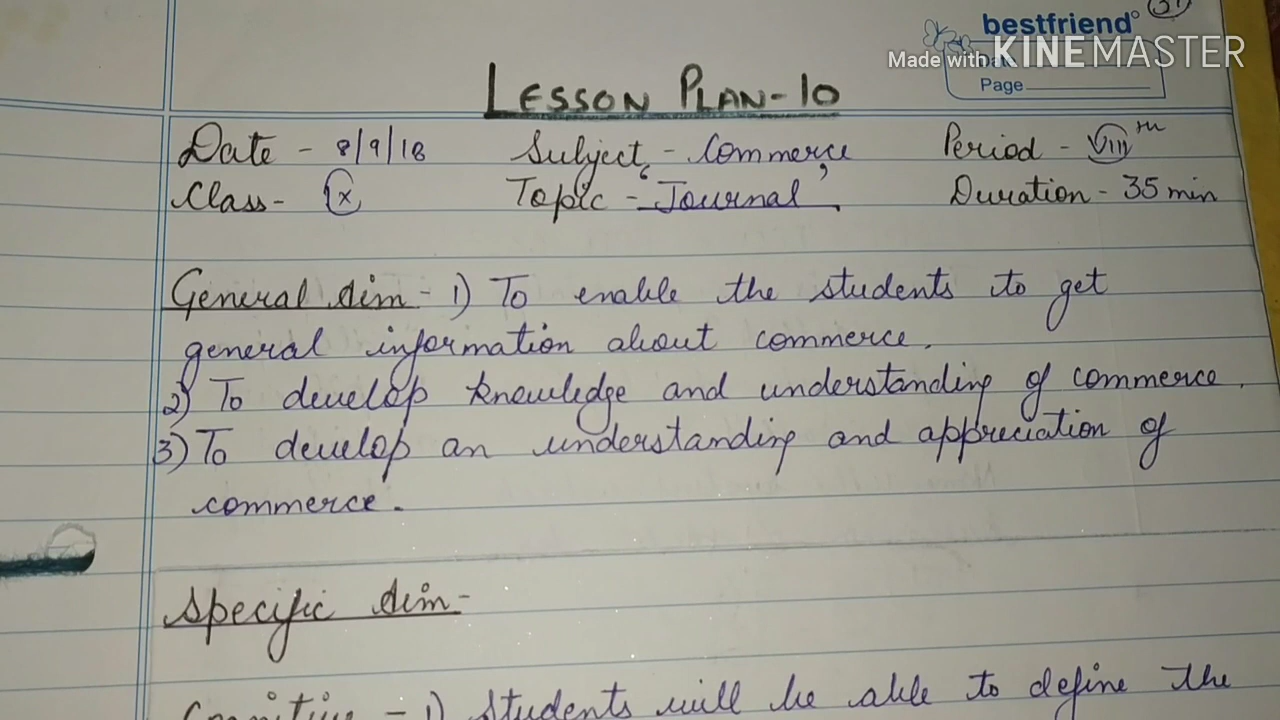 bestfriend
Made with KINEMASTER
Date
Page
LESSON PLAN-10
Date - 8/9/18 Subject - Commerce Period - VIIIth
Class - X Topic - 'Journal'. Duration - 35 min
General Aim - 1) To enable the students to get
general information about commerce.
2) To develop knowledge and understanding of commerce.
3) To develop an understanding and appreciation of
commerce.
Specific Aim -
Cognitive - 1) Students will be able to define the